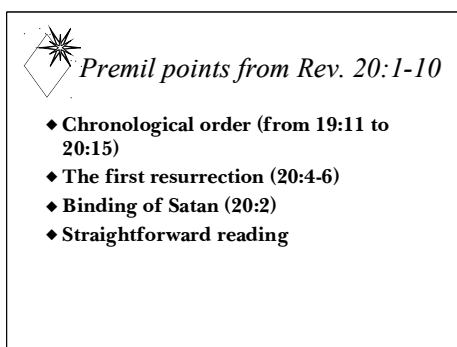 Premil points from Rev. 20:1-10
◆ Chronological order (from 19:11 to
20:15)
◆ The first resurrection (20:4-6)
◆ Binding of Satan (20:2)
◆ Straightforward reading